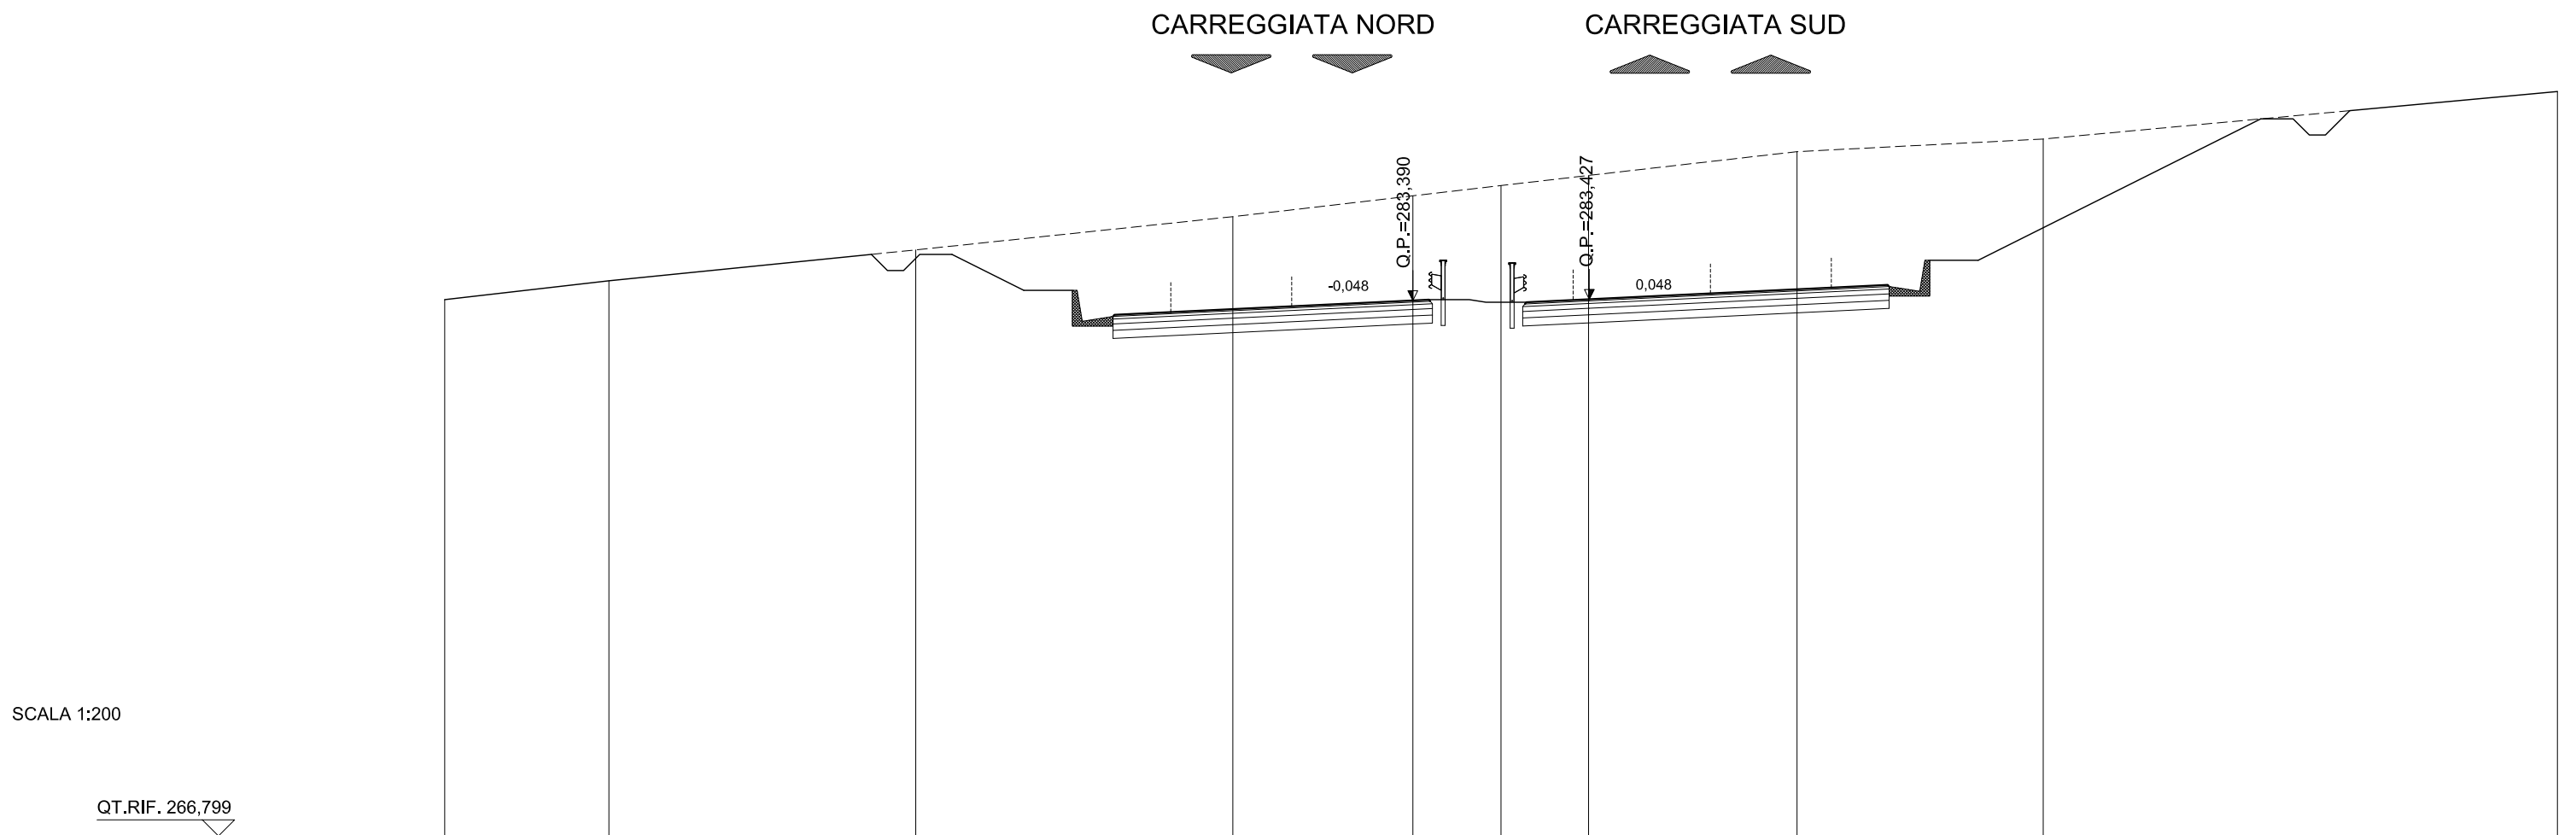 CARREGGIATA NORD
CARREGGIATA SUD
Q.P.=283,390
Q.P.=283,427
-0,048
0,048
SCALA 1:200
QT.RIF. 266,799